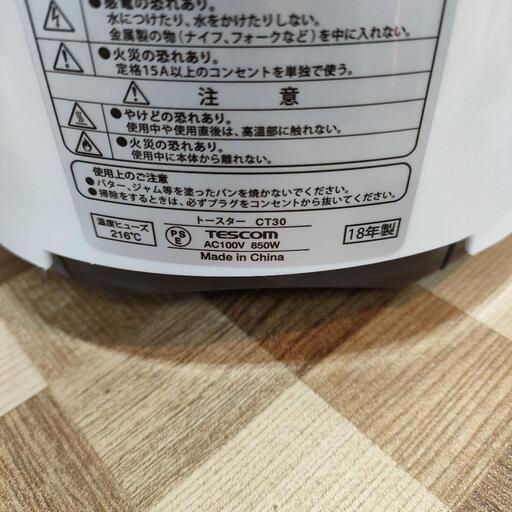 ●感電の恐れあり。
水につけたり、水をかけたりしない。
金属製の物（ナイフ、フォークなど）を中に入れない。
●火災の恐れあり。
定格15A以上のコンセントを単独で使う。
注 意
●やけどの恐れあり。
使用中や使用直後は、高温部に触れない。
●火災の恐れあり。
使用中に本体から離れない。
使用上のご注意
●バター、ジャム等を塗ったパンを焼かないでください。
●掃除をするときは、必ずプラグをコンセントから抜いてください。
温度ヒューズ
216℃
PSE
トースター CT30
TESCOM
AC100V 850W
Made in China
18年製